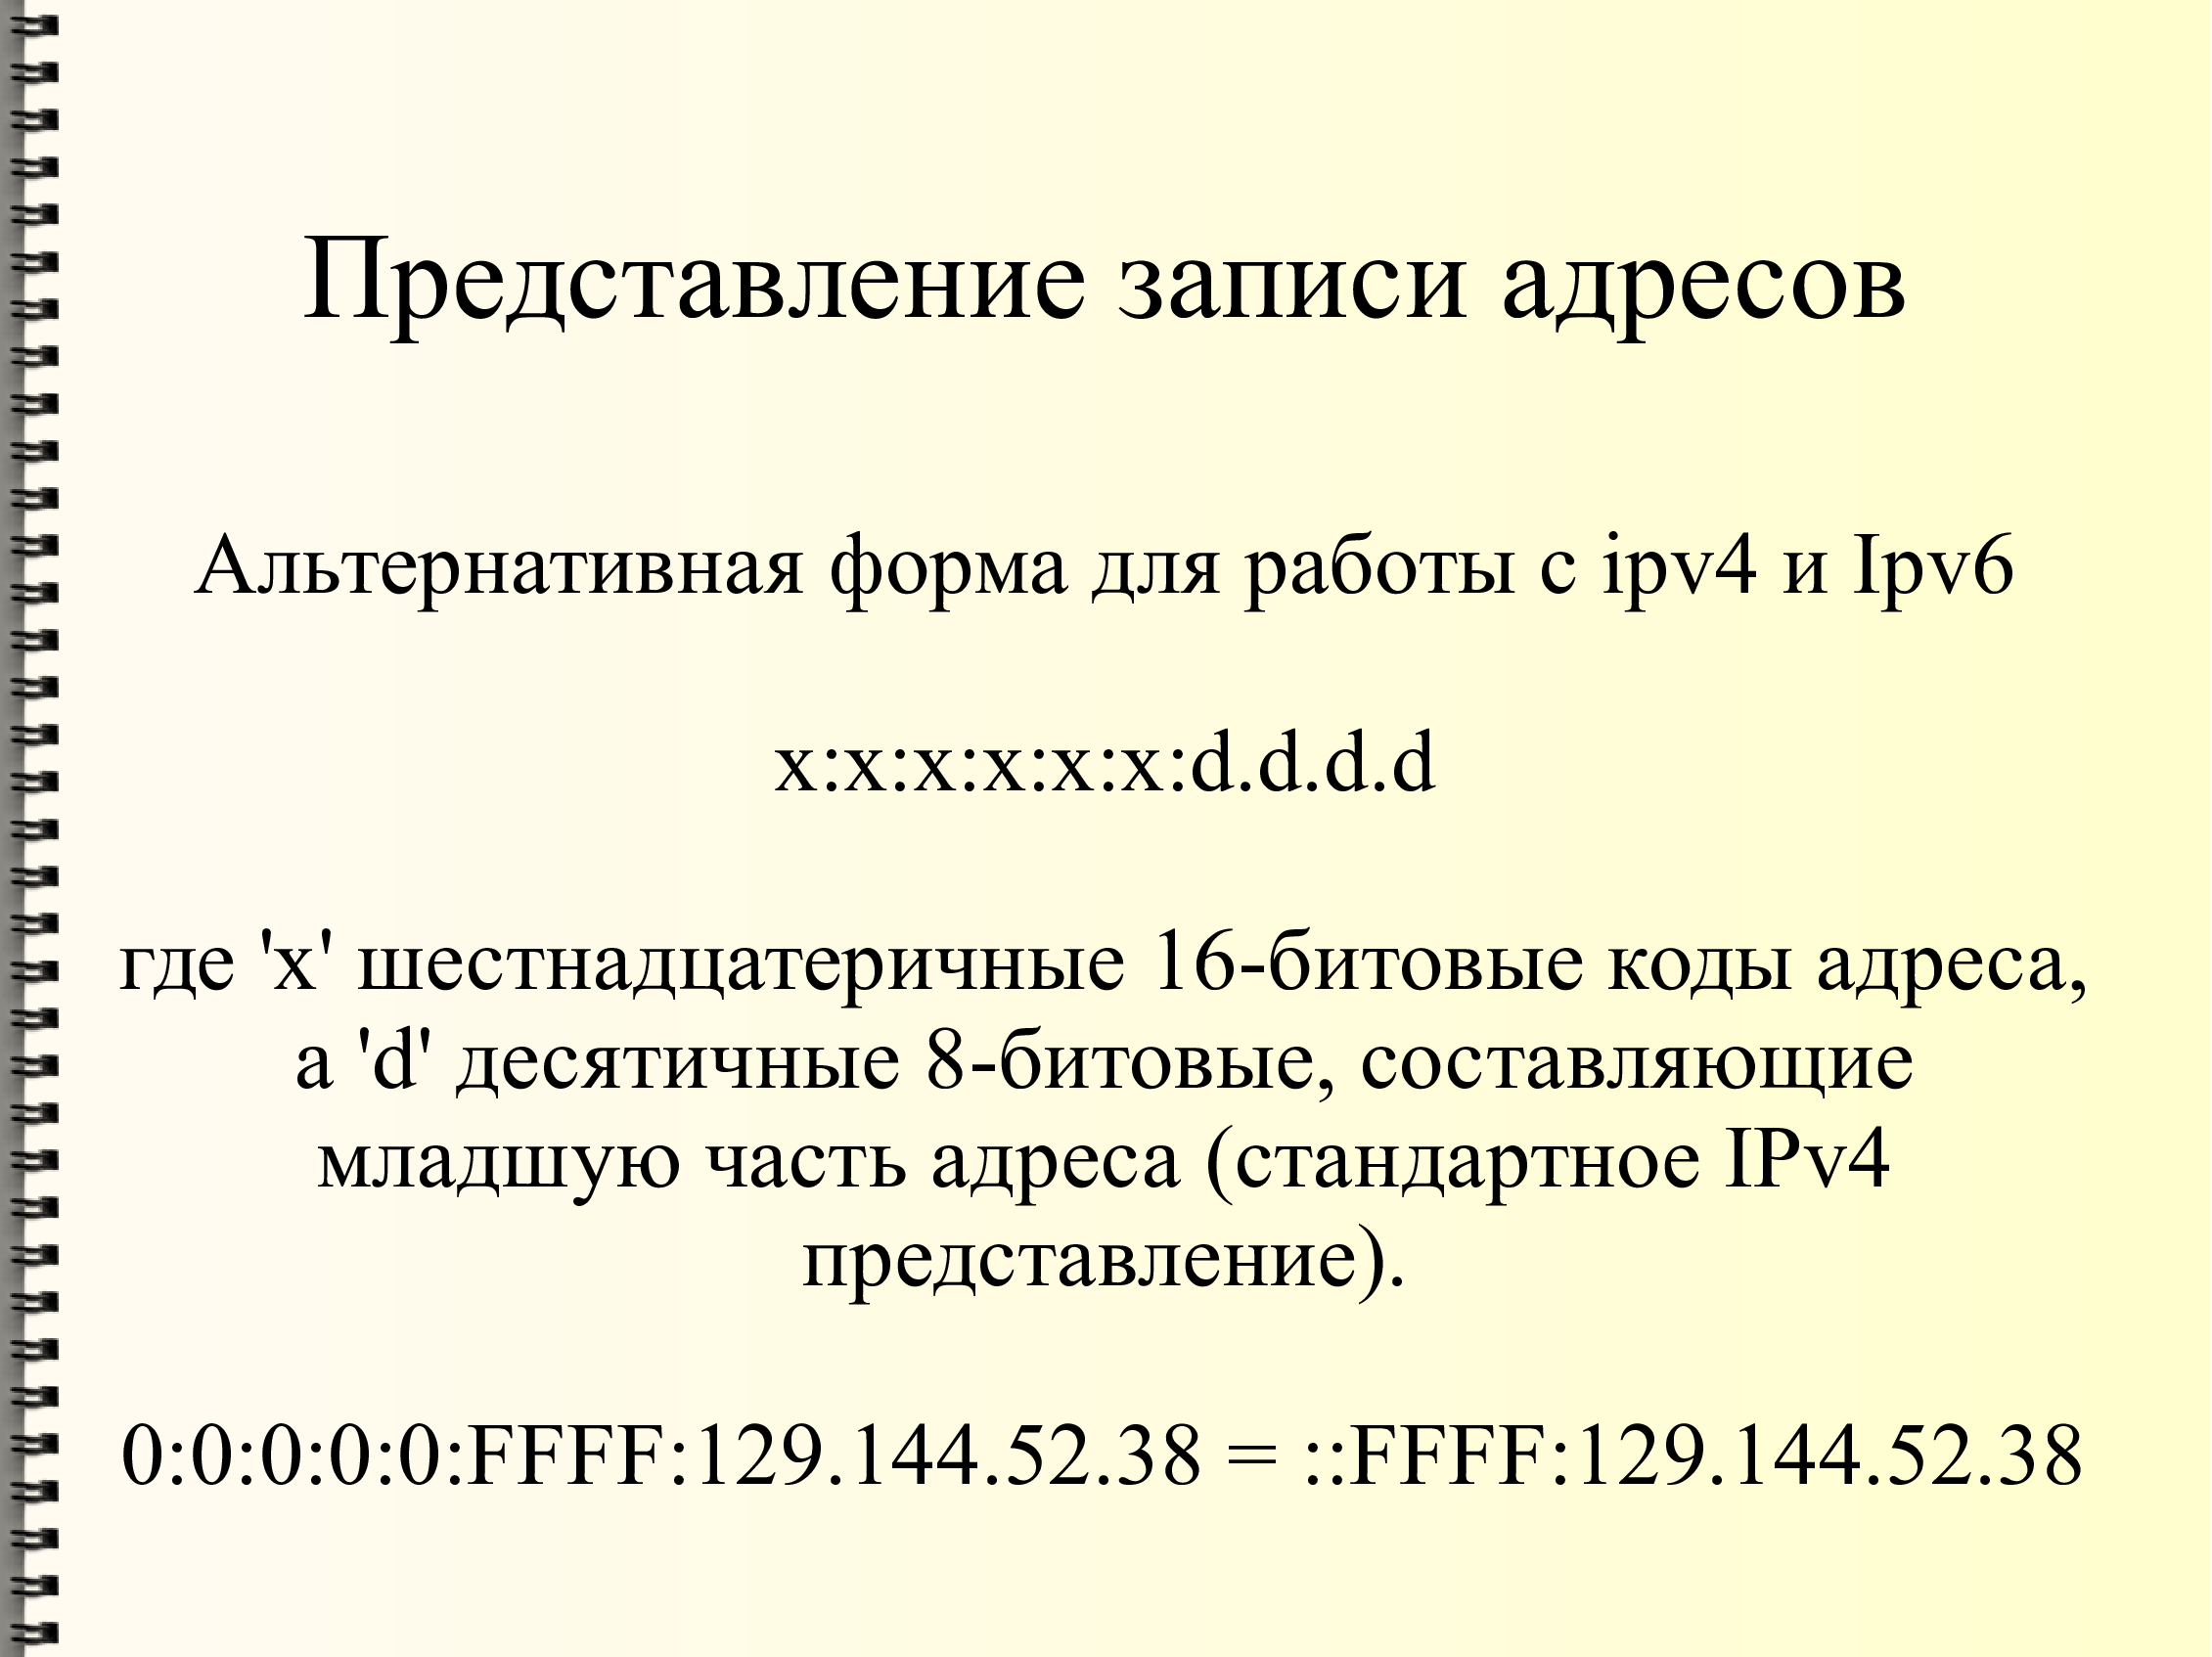 Представление записи адресов
Альтернативная форма для работы с ipv4 и Ipv6
x:x:x:x:x:x:d.d.d.d
где 'x' шестнадцатеричные 16-битовые коды адреса,
а 'd' десятичные 8-битовые, составляющие
младшую часть адреса (стандартное IPv4
представление).
0:0:0:0:0:FFFF:129.144.52.38 = ::FFFF:129.144.52.38